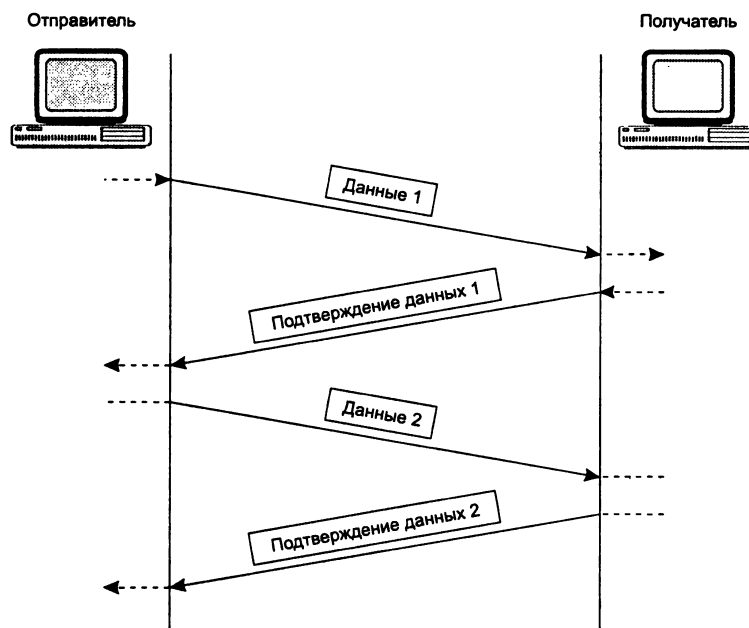 Отправитель
Получатель
Данные 1
Подтверждение данных 1
Данные 2
Подтверждение данных 2